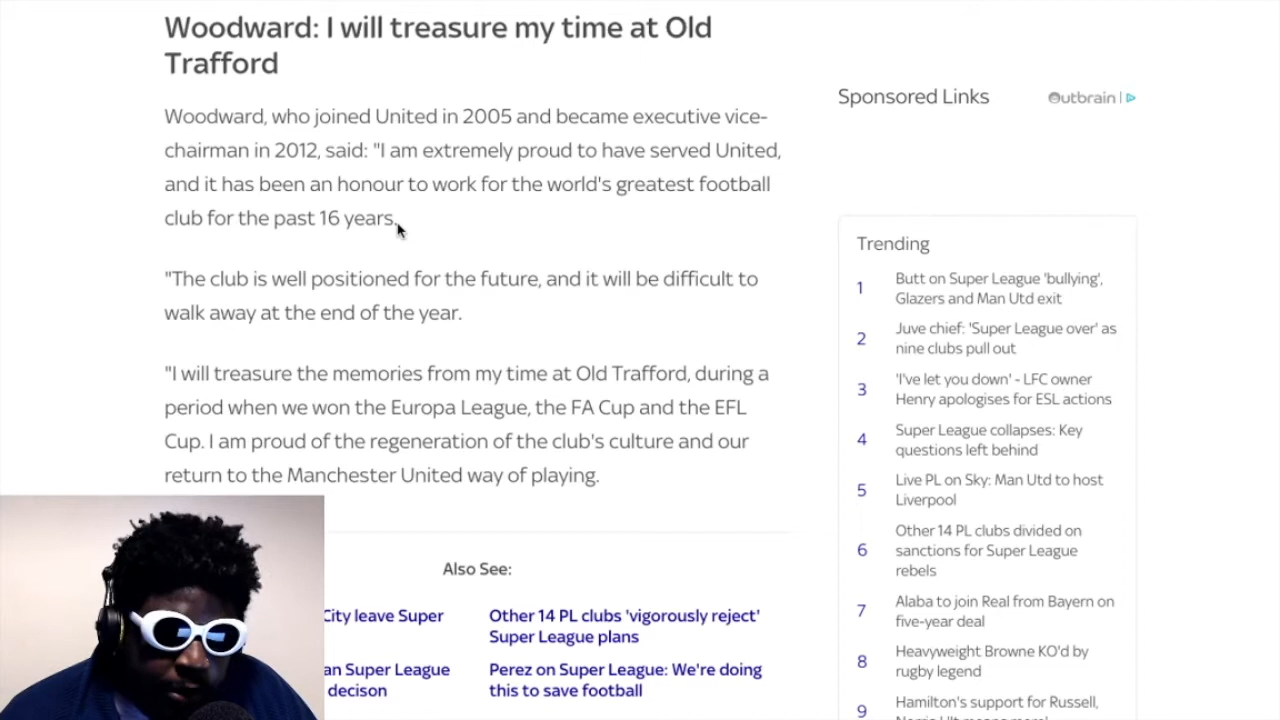 Woodward: I will treasure my time at Old
Trafford
Woodward, who joined United in 2005 and became executive vice-
chairman in 2012, said: "I am extremely proud to have served United,
and it has been an honour to work for the world's greatest football
club for the past 16 years.
"The club is well positioned for the future, and it will be difficult to
walk away at the end of the year.
"I will treasure the memories from my time at Old Trafford, during a
period when we won the Europa League, the FA Cup and the EFL
Cup. I am proud of the regeneration of the club's culture and our
return to the Manchester United way of playing.
Also See:
City leave Super
an Super League
decison
Other 14 PL clubs 'vigorously reject'
Super League plans
Perez on Super League: We're doing
this to save football
Sponsored Links
Outbrain
Trending
1 Butt on Super League 'bullying',
Glazers and Man Utd exit
2 Juve chief: 'Super League over' as
nine clubs pull out
3 'I've let you down' - LFC owner
Henry apologises for ESL actions
4 Super League collapses: Key
questions left behind
5 Live PL on Sky: Man Utd to host
Liverpool
6 Other 14 PL clubs divided on
sanctions for Super League
rebels
7 Alaba to join Real from Bayern on
five-year deal
8 Heavyweight Browne KO'd by
rugby legend
9 Hamilton's support for Russell,